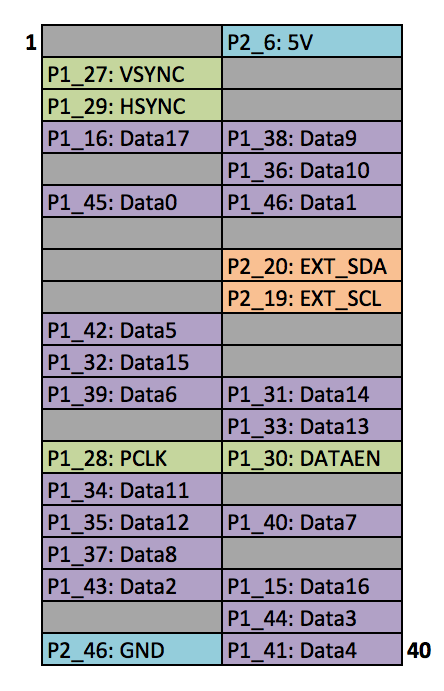 1 P2_6: 5V
P1_27: VSYNC
P1_29: HSYNC
P1_16: Data17 P1_38: Data9
P1_36: Data10
P1_45: Data0 P1_46: Data1
P2_20: EXT_SDA
P2_19: EXT_SCL
P1_42: Data5
P1_32: Data15
P1_39: Data6 P1_31: Data14
P1_33: Data13
P1_28: PCLK P1_30: DATAEN
P1_34: Data11
P1_35: Data12 P1_40: Data7
P1_37: Data8
P1_43: Data2 P1_15: Data16
P1_44: Data3
P2_46: GND P1_41: Data4 40